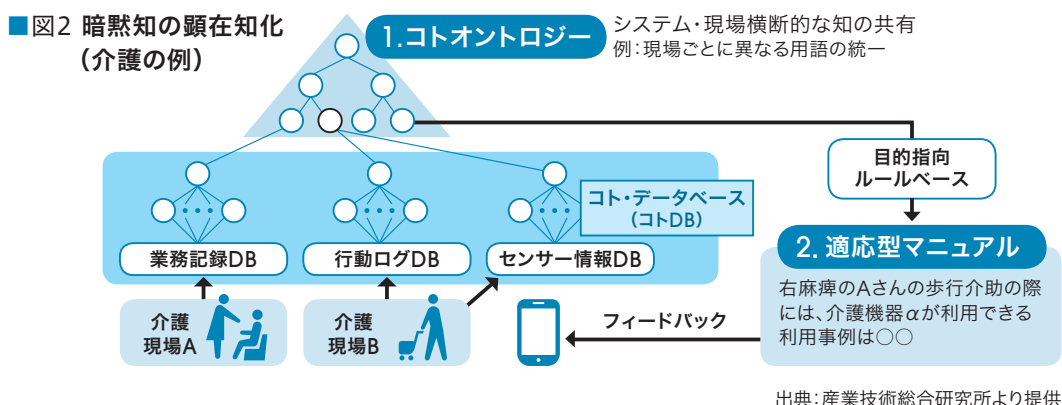 ■図2 暗黙知の顕在知化
（介護の例）
1.コトオントロジー
システム・現場横断的な知の共有
例：現場ごとに異なる用語の統一
目的指向
ルールベース
コト・データベース
（コトDB）
業務記録DB
行動ログDB
センサー情報DB
2. 適応型マニュアル
右麻痺のAさんの歩行介助の際
には、介護機器αが利用できる
利用事例は○○
介護
現場A
介護
現場B
フィードバック
出典：産業技術総合研究所より提供